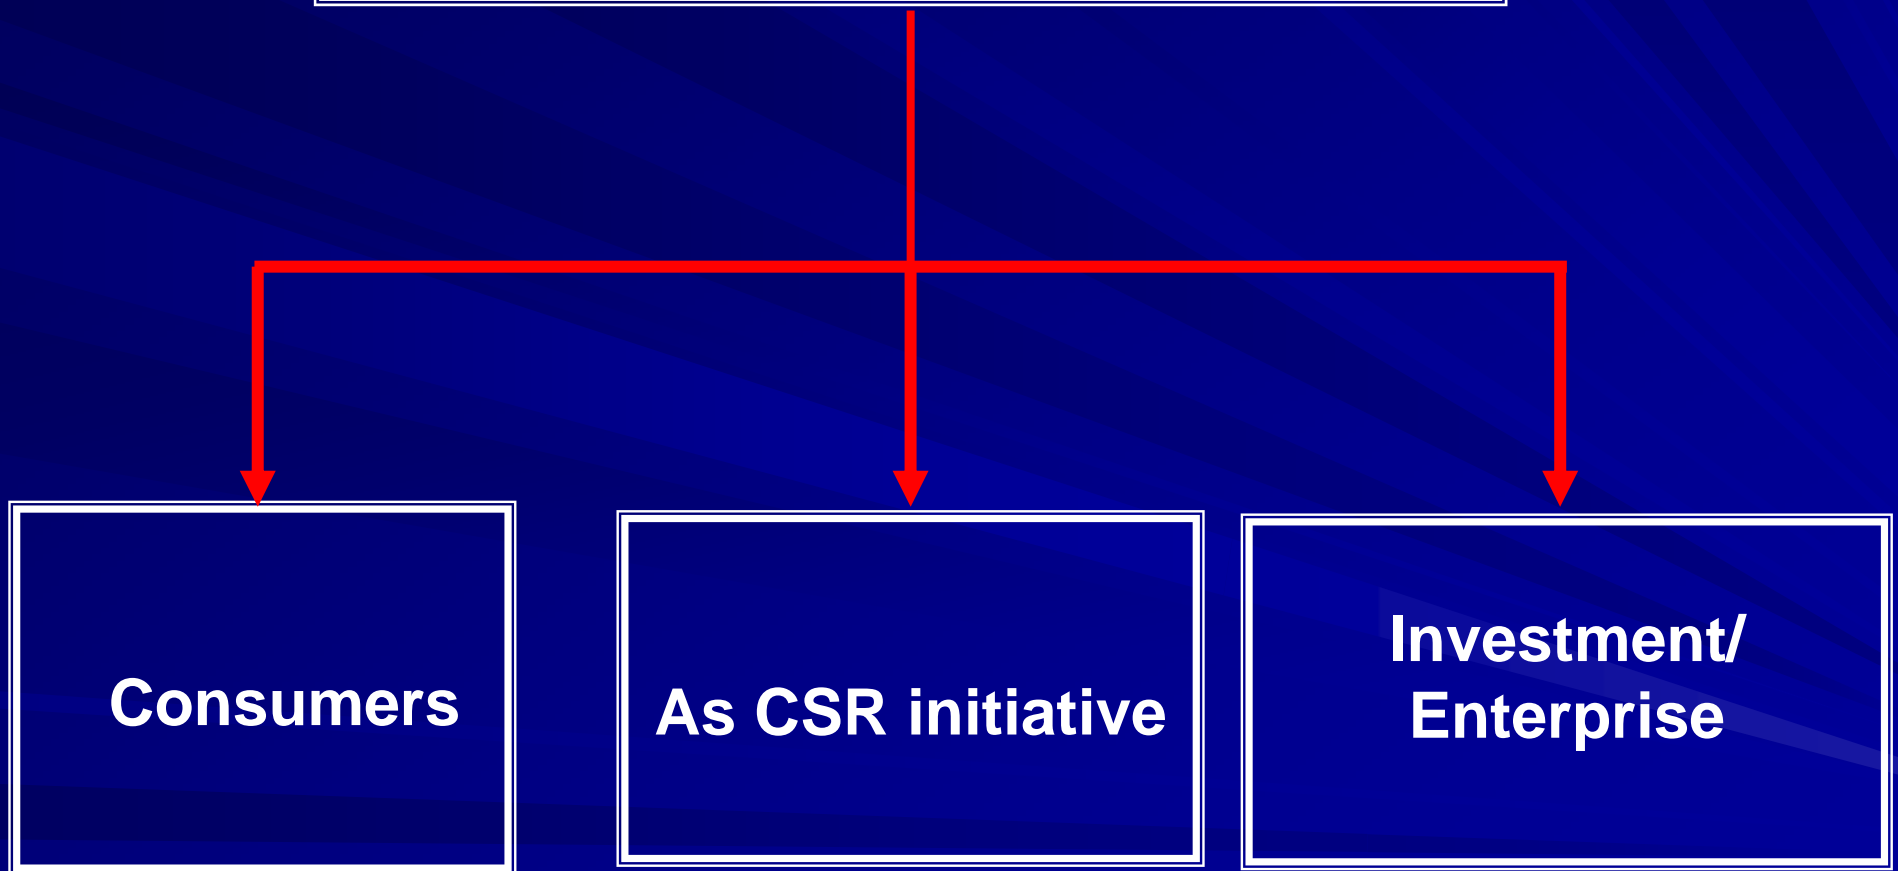 Consumers
As CSR initiative
Investment/
Enterprise